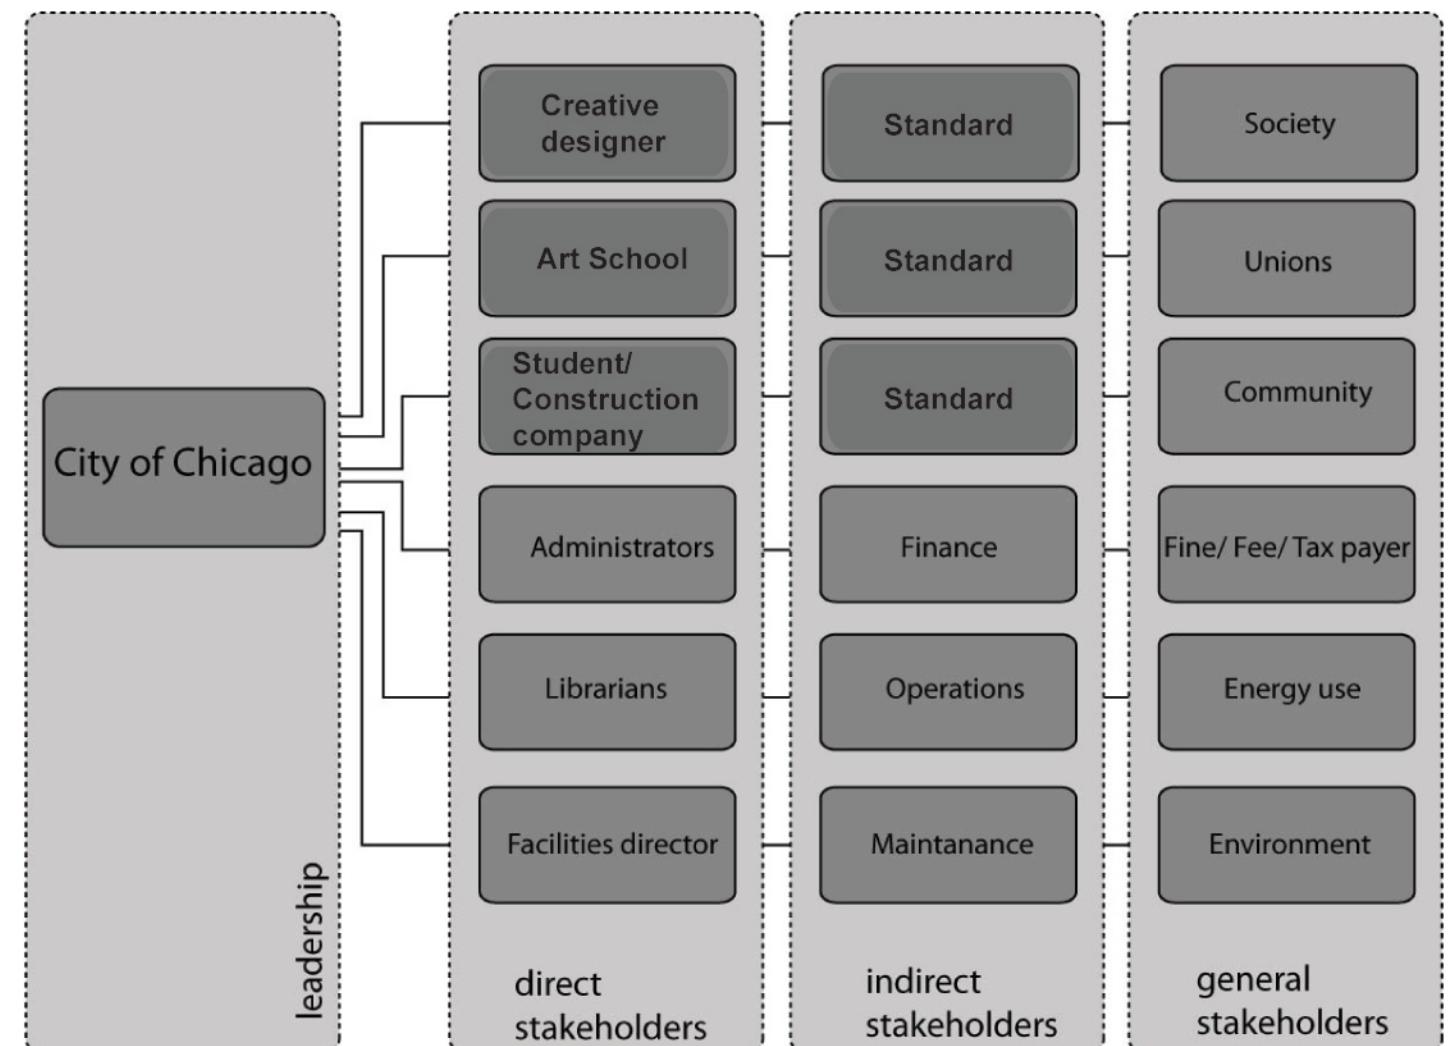 City of Chicago
leadership
Creative
designer
Art School
Student/
Construction
company
Administrators
Librarians
Facilities director
direct
stakeholders
Standard
Standard
Standard
Finance
Operations
Maintanance
indirect
stakeholders
Society
Unions
Community
Fine/ Fee/ Tax payer
Energy use
Environment
general
stakeholders